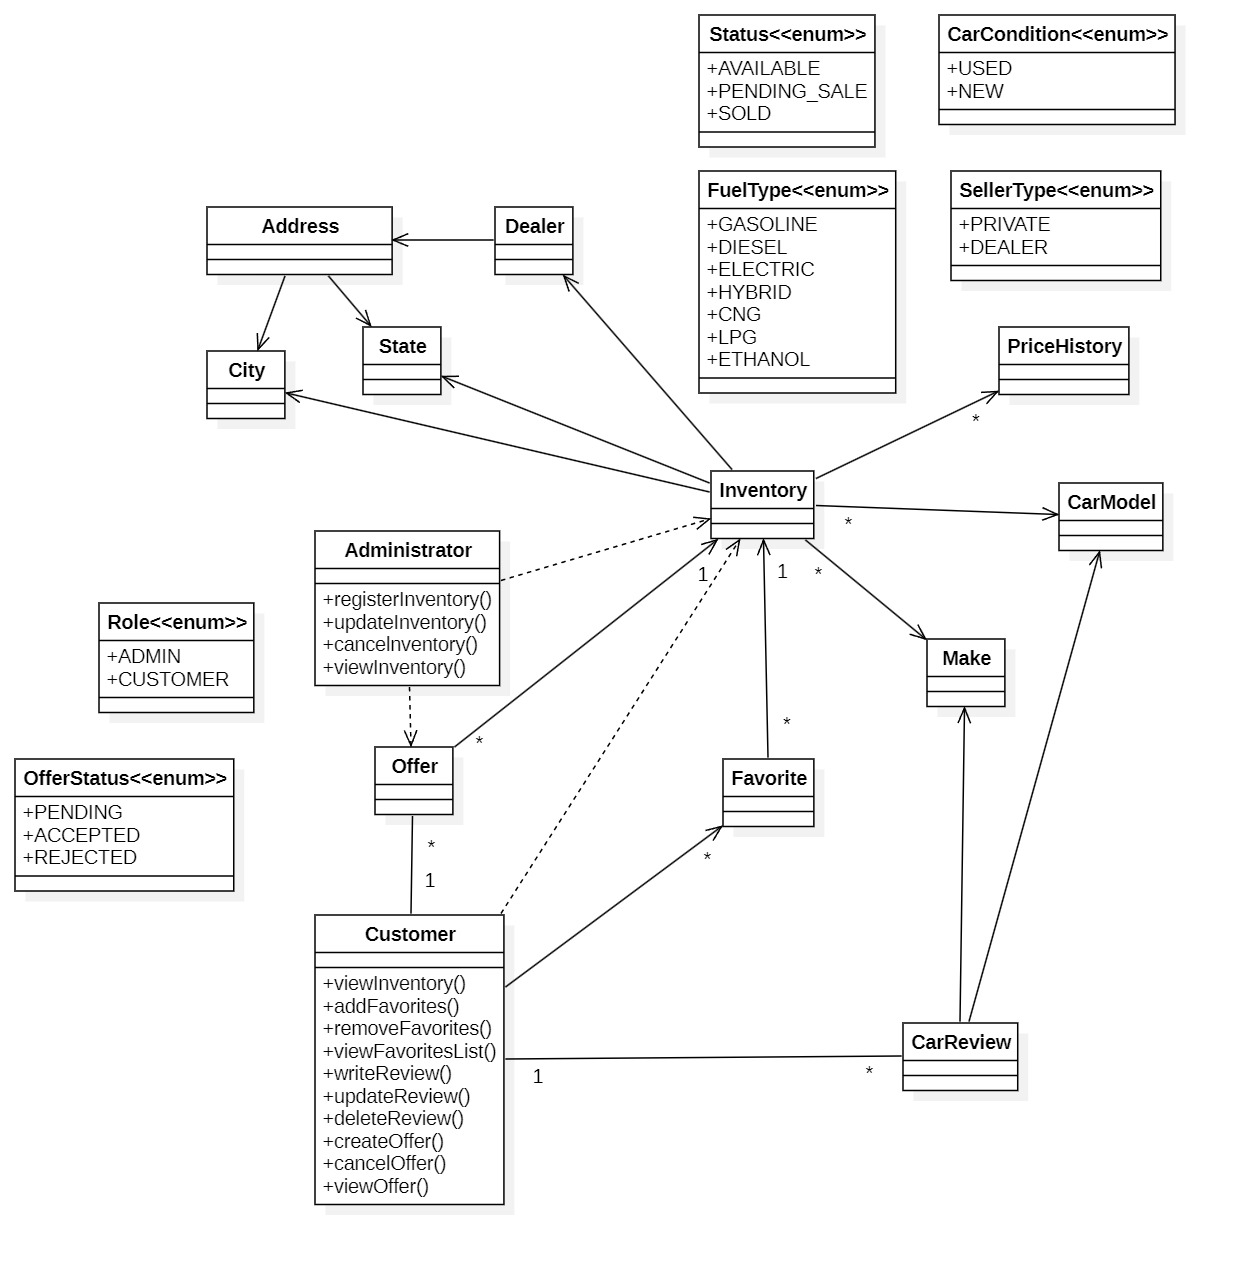 Status<<enum>>
+AVAILABLE
+PENDING_SALE
+SOLD
CarCondition<<enum>>
+USED
+NEW
FuelType<<enum>>
+GASOLINE
+DIESEL
+ELECTRIC
+HYBRID
+CNG
+LPG
+ETHANOL
SellerType<<enum>>
+PRIVATE
+DEALER
Address
Dealer
City
State
PriceHistory
*
Inventory
CarModel
*
1
1
*
Administrator
+registerInventory()
+updateInventory()
+cancelnventory()
+viewInventory()
Role<<enum>>
+ADMIN
+CUSTOMER
Make
*
*
Offer
Favorite
OfferStatus<<enum>>
+PENDING
+ACCEPTED
+REJECTED
*
1
*
Customer
+viewInventory()
+addFavorites()
+removeFavorites()
+viewFavoritesList()
+writeReview()
+updateReview()
+deleteReview()
+createOffer()
+cancelOffer()
+viewOffer()
1
*
CarReview